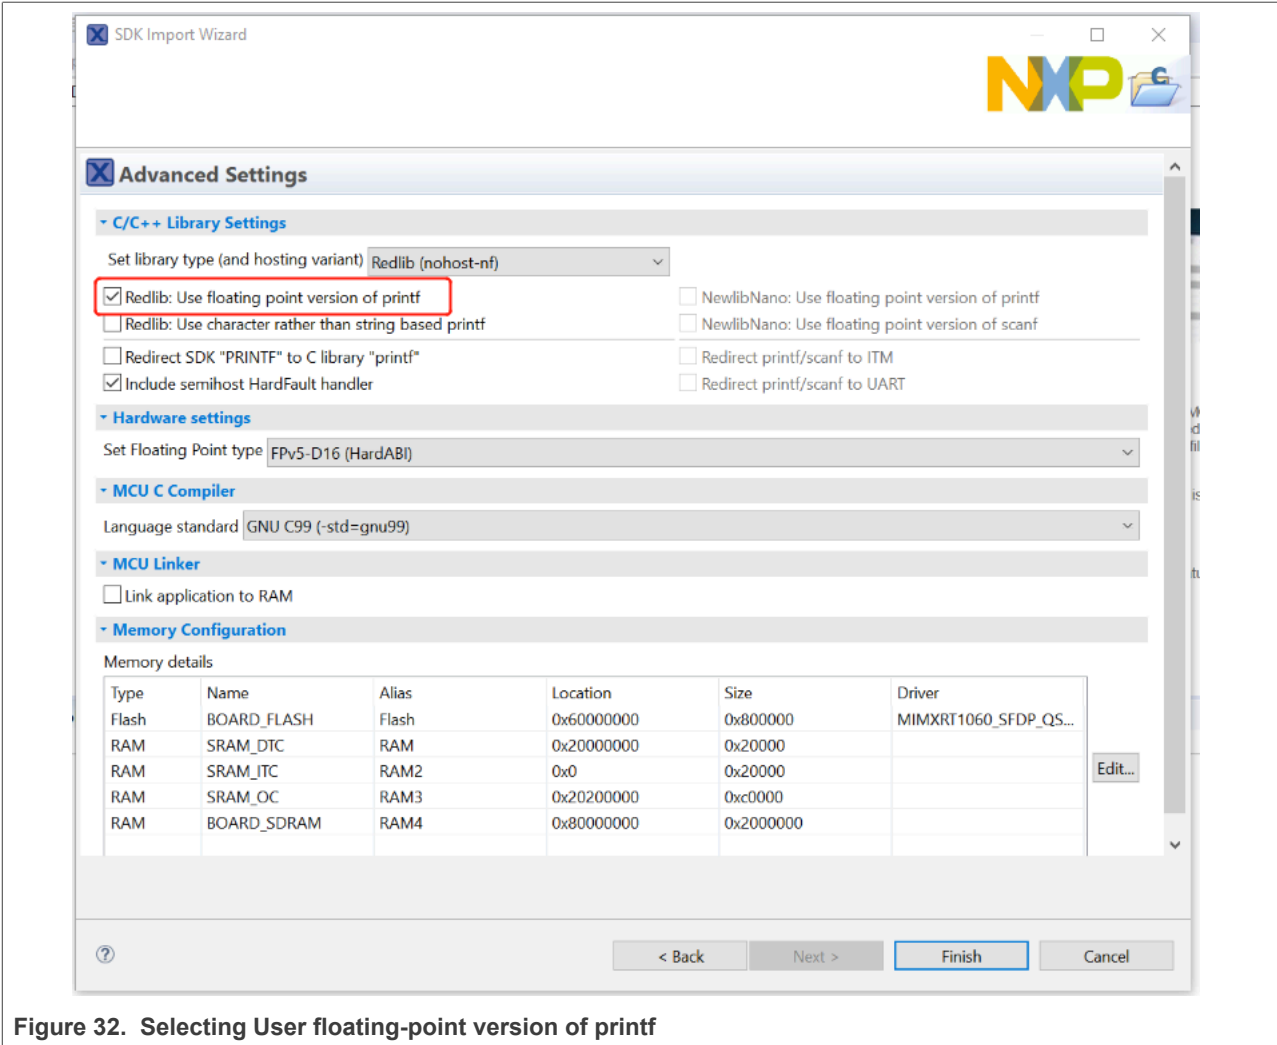 SDK Import Wizard
NXP
Advanced Settings
C/C++ Library Settings
Set library type (and hosting variant) Redlib (nohost-nf)
Redlib: Use floating point version of printf NewlibNano: Use floating point version of printf
Redlib: Use character rather than string based printf NewlibNano: Use floating point version of scanf
Redirect SDK "PRINTF" to C library "printf" Redirect printf/scanf to ITM
Include semihost HardFault handler Redirect printf/scanf to UART
Hardware settings
Set Floating Point type FPv5-D16 (HardABI)
MCU C Compiler
Language standard GNU C99 (-std=gnu99)
MCU Linker
Link application to RAM
Memory Configuration
Memory details
Type Name Alias Location Size Driver
Flash BOARD_FLASH Flash 0x60000000 0x800000 MIMXRT1060_SFDP_QS...
RAM SRAM_DTC RAM 0x20000000 0x20000
RAM SRAM_ITC RAM2 0x0 0x20000
RAM SRAM_OC RAM3 0x20200000 0xc0000
RAM BOARD_SDRAM RAM4 0x80000000 0x2000000
Edit...
< Back Next > Finish Cancel
Figure 32. Selecting User floating-point version of printf